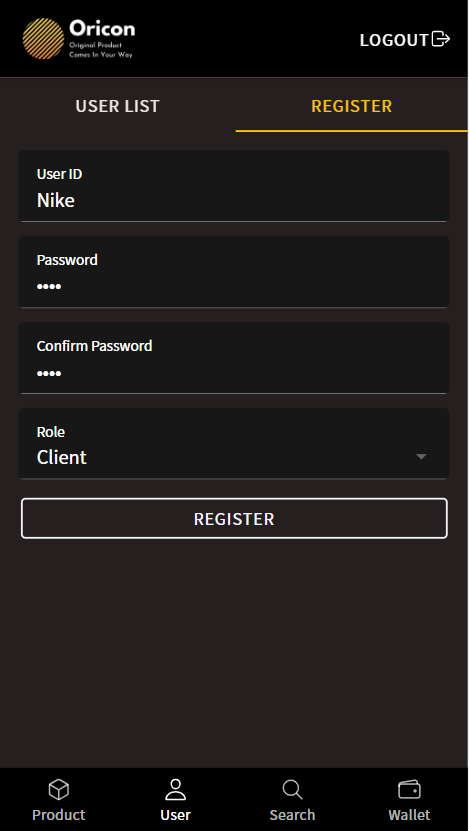 Oricon
Original Product
Comes In Your Way
LOGOUT
USER LIST
REGISTER
User ID
Nike
Password
••••
Confirm Password
••••
Role
Client
REGISTER
Product
User
Search
Wallet